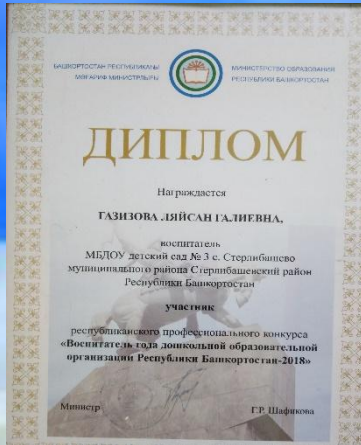 БАШҠОРТОСТАН РЕСПУБЛИКАҺЫ
МӘҒАРИФ МИНИСТРЛЫҒЫ
МИНИСТЕРСТВО ОБРАЗОВАНИЯ
РЕСПУБЛИКИ БАШКОРТОСТАН
ДИПЛОМ
Награждается
ГАЗИЗОВА ЛЯЙСАН ГАЛИЕВНА,
воспитатель
МБДОУ детский сад № 3 с. Стерлибашево
муниципального района Стерлибашевский район
Республики Башкортостан
участник
республиканского профессионального конкурса
«Воспитатель года дошкольной образовательной
организации Республики Башкортостан-2018»
Министр
Г.Р. Шафикова